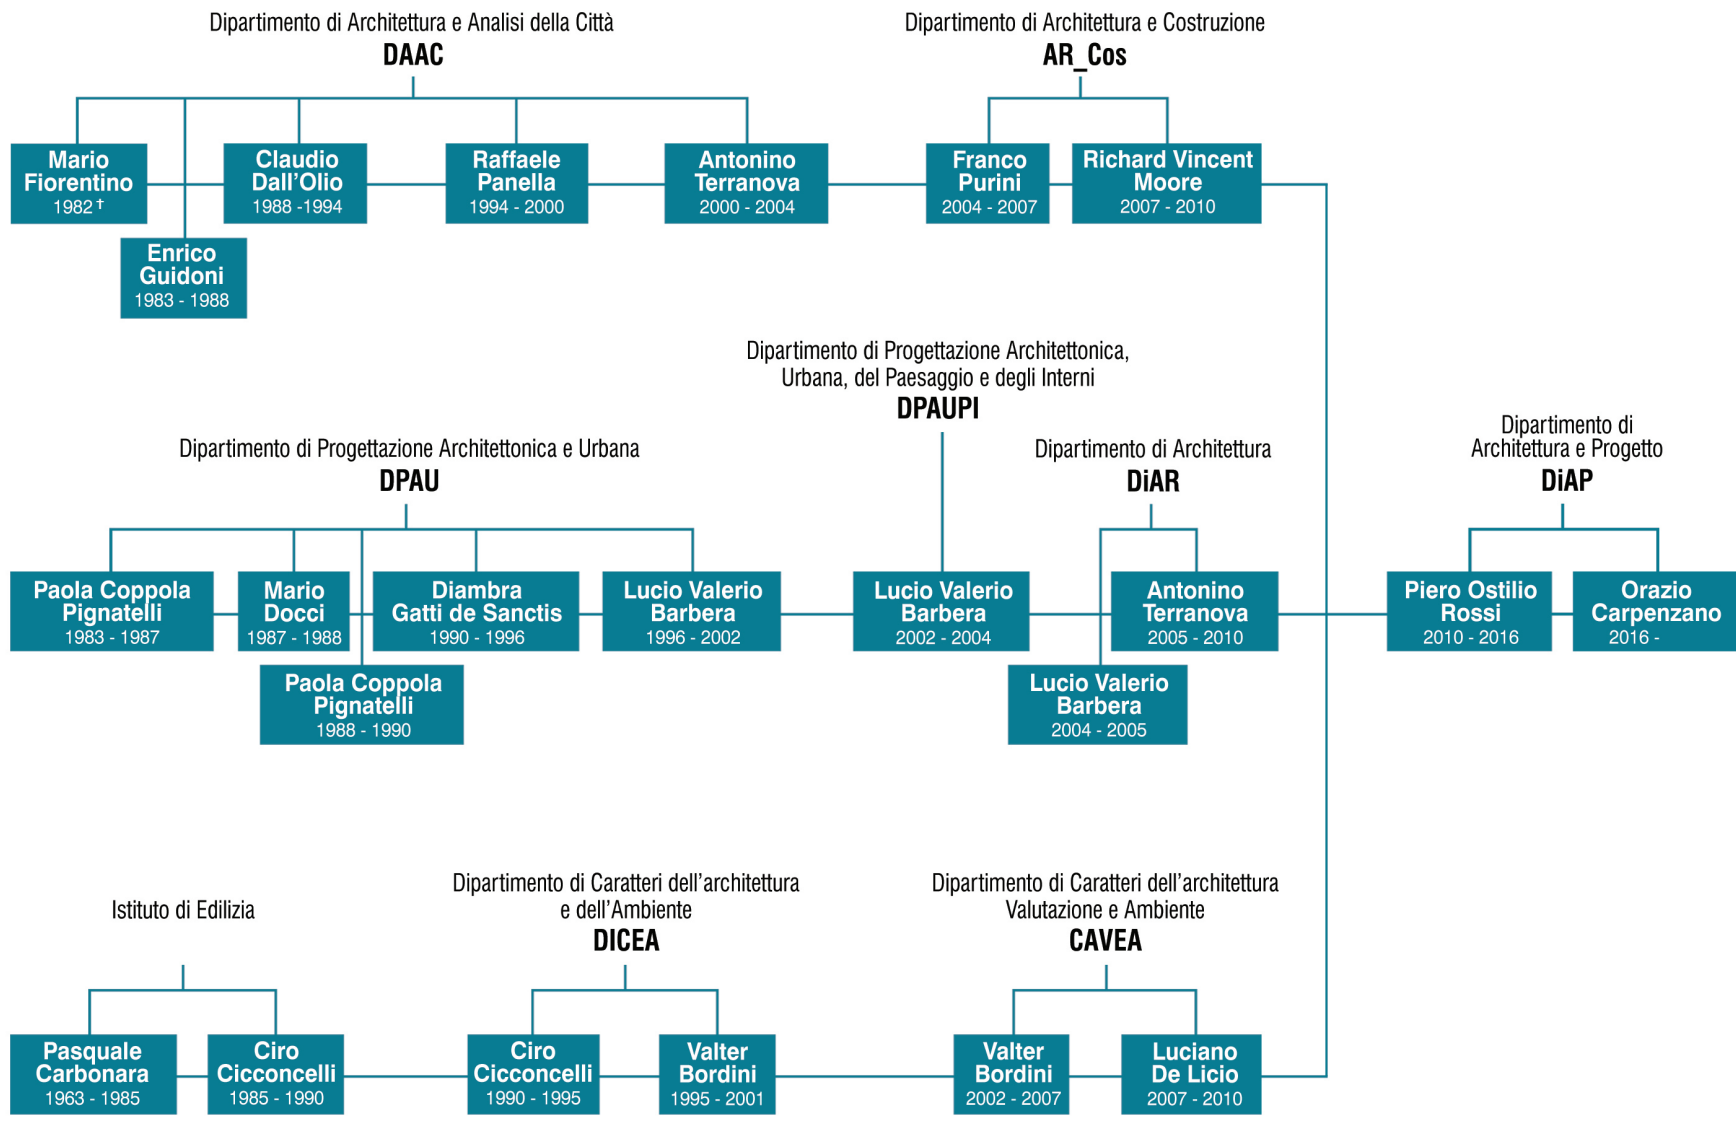 Dipartimento di Architettura e Analisi della Città
DAAC
Dipartimento di Architettura e Costruzione
AR_Cos
Mario
Fiorentino
1982 †
Claudio
Dall'Olio
1988 -1994
Raffaele
Panella
1994 - 2000
Antonino
Terranova
2000 - 2004
Franco
Purini
2004 - 2007
Richard Vincent
Moore
2007 - 2010
Enrico
Guidoni
1983 - 1988
Dipartimento di Progettazione Architettonica,
Urbana, del Paesaggio e degli Interni
DPAUPI
Dipartimento di Progettazione Architettonica e Urbana
DPAU
Dipartimento di Architettura
DiAR
Dipartimento di
Architettura e Progetto
DiAP
Paola Coppola
Pignatelli
1983 - 1987
Mario
Docci
1987 - 1988
Diambra
Gatti de Sanctis
1990 - 1996
Lucio Valerio
Barbera
1996 - 2002
Lucio Valerio
Barbera
2002 - 2004
Antonino
Terranova
2005 - 2010
Piero Ostilio
Rossi
2010 - 2016
Orazio
Carpenzano
2016 -
Paola Coppola
Pignatelli
1988 - 1990
Lucio Valerio
Barbera
2004 - 2005
Istituto di Edilizia
Dipartimento di Caratteri dell'architettura
e dell'Ambiente
DICEA
Dipartimento di Caratteri dell'architettura
Valutazione e Ambiente
CAVEA
Pasquale
Carbonara
1963 - 1985
Ciro
Cicconcelli
1985 - 1990
Ciro
Cicconcelli
1990 - 1995
Valter
Bordini
1995 - 2001
Valter
Bordini
2002 - 2007
Luciano
De Licio
2007 - 2010